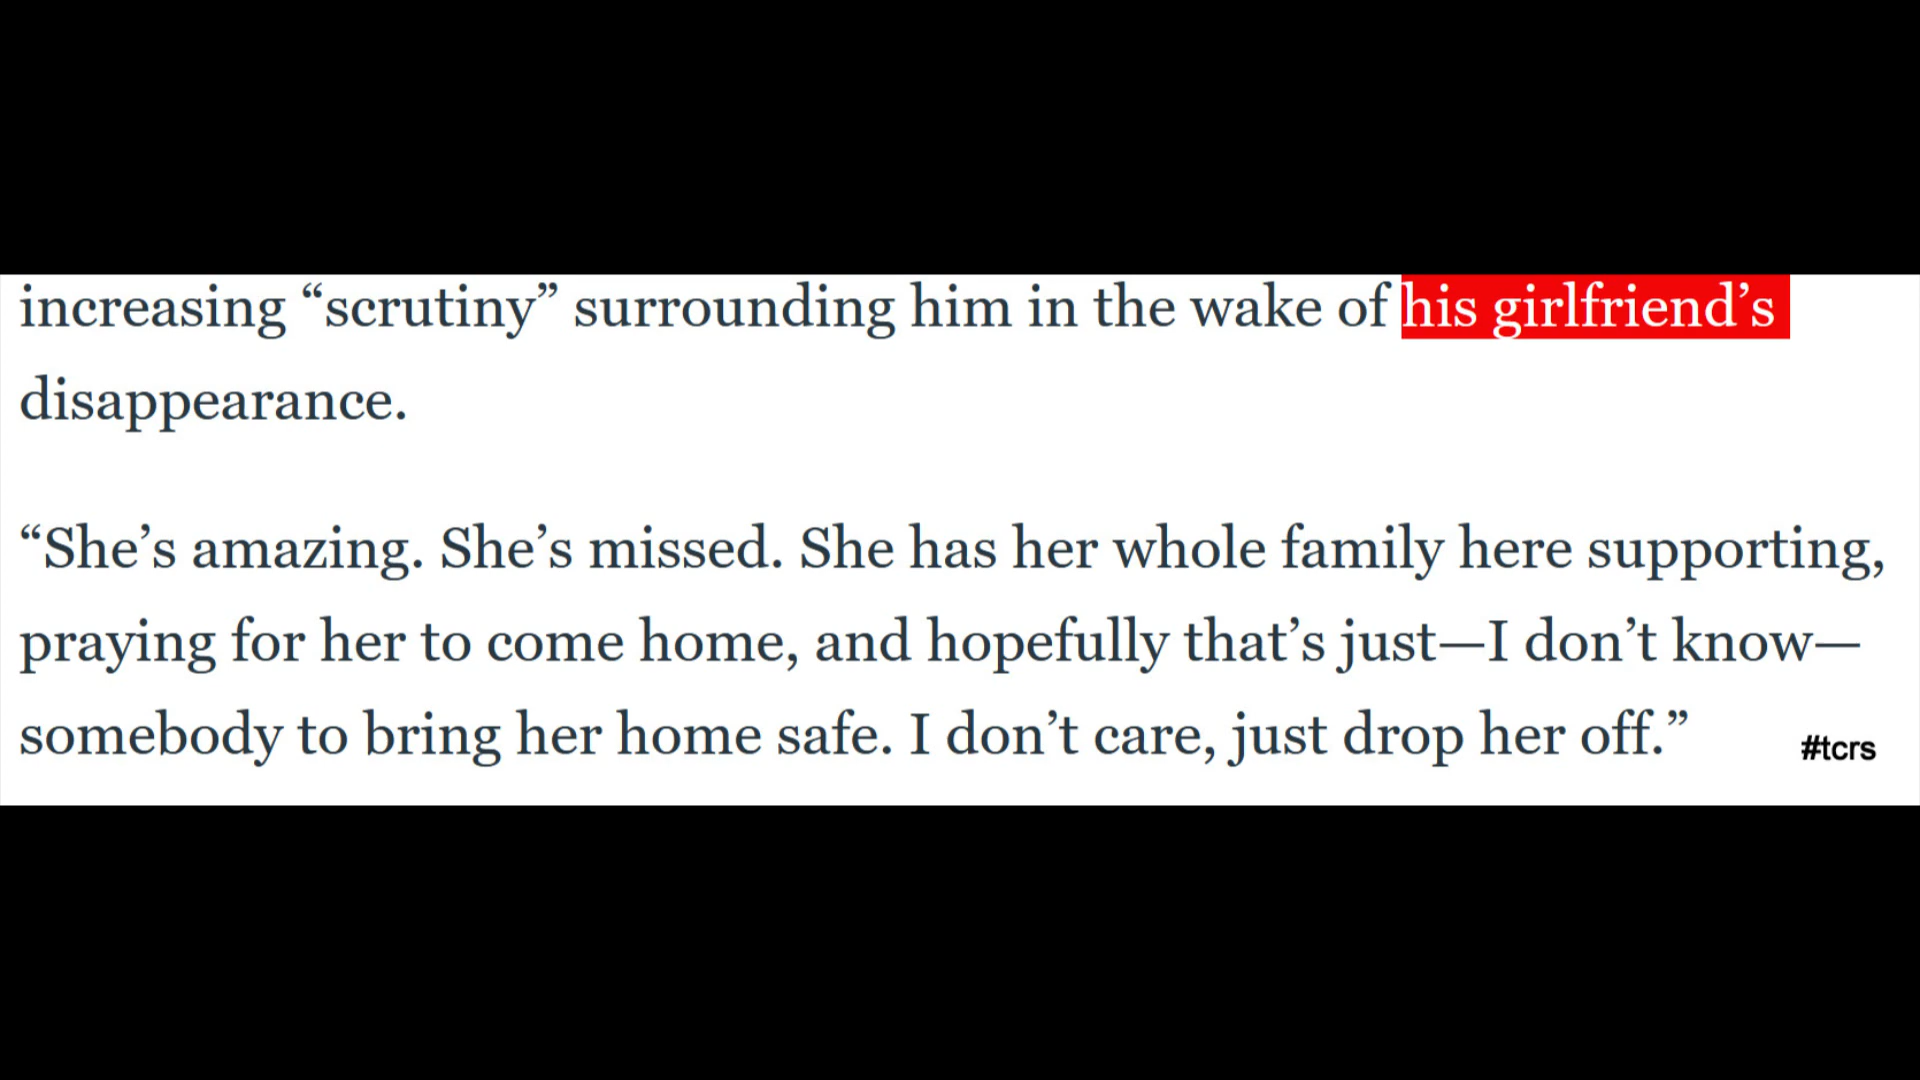 increasing “scrutiny” surrounding him in the wake of his girlfriend’s
disappearance.
“She’s amazing. She’s missed. She has her whole family here supporting,
praying for her to come home, and hopefully that’s just—I don’t know—
somebody to bring her home safe. I don’t care, just drop her off.”
#tcrs